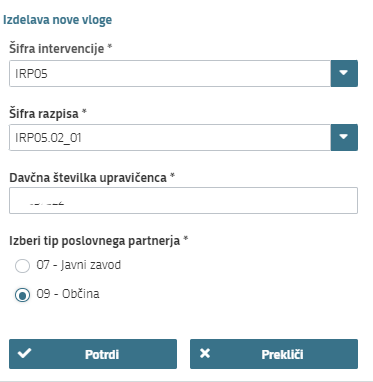 Izdelava nove vloge
Šifra intervencije *
IRP05
Šifra razpisa *
IRP05.02_01
Davčna številka upravičenca *
Izberi tip poslovnega partnerja *
07 - Javni zavod
09 - Občina
Potrdi
Prekliči